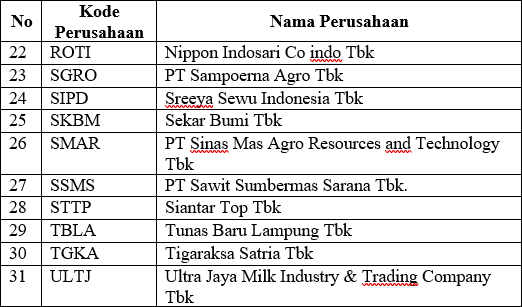 No Kode Perusahaan Nama Perusahaan
22 ROTI Nippon Indosari Co indo Tbk
23 SGRO PT Sampoerna Agro Tbk
24 SIPD Sreeya Sewu Indonesia Tbk
25 SKBM Sekar Bumi Tbk
26 SMAR PT Sinas Mas Agro Resources and Technology
Tbk
27 SSMS PT Sawit Sumbermas Sarana Tbk.
28 STTP Siantar Top Tbk
29 TBLA Tunas Baru Lampung Tbk
30 TGKA Tigaraksa Satria Tbk
31 ULTJ Ultra Jaya Milk Industry & Trading Company
Tbk